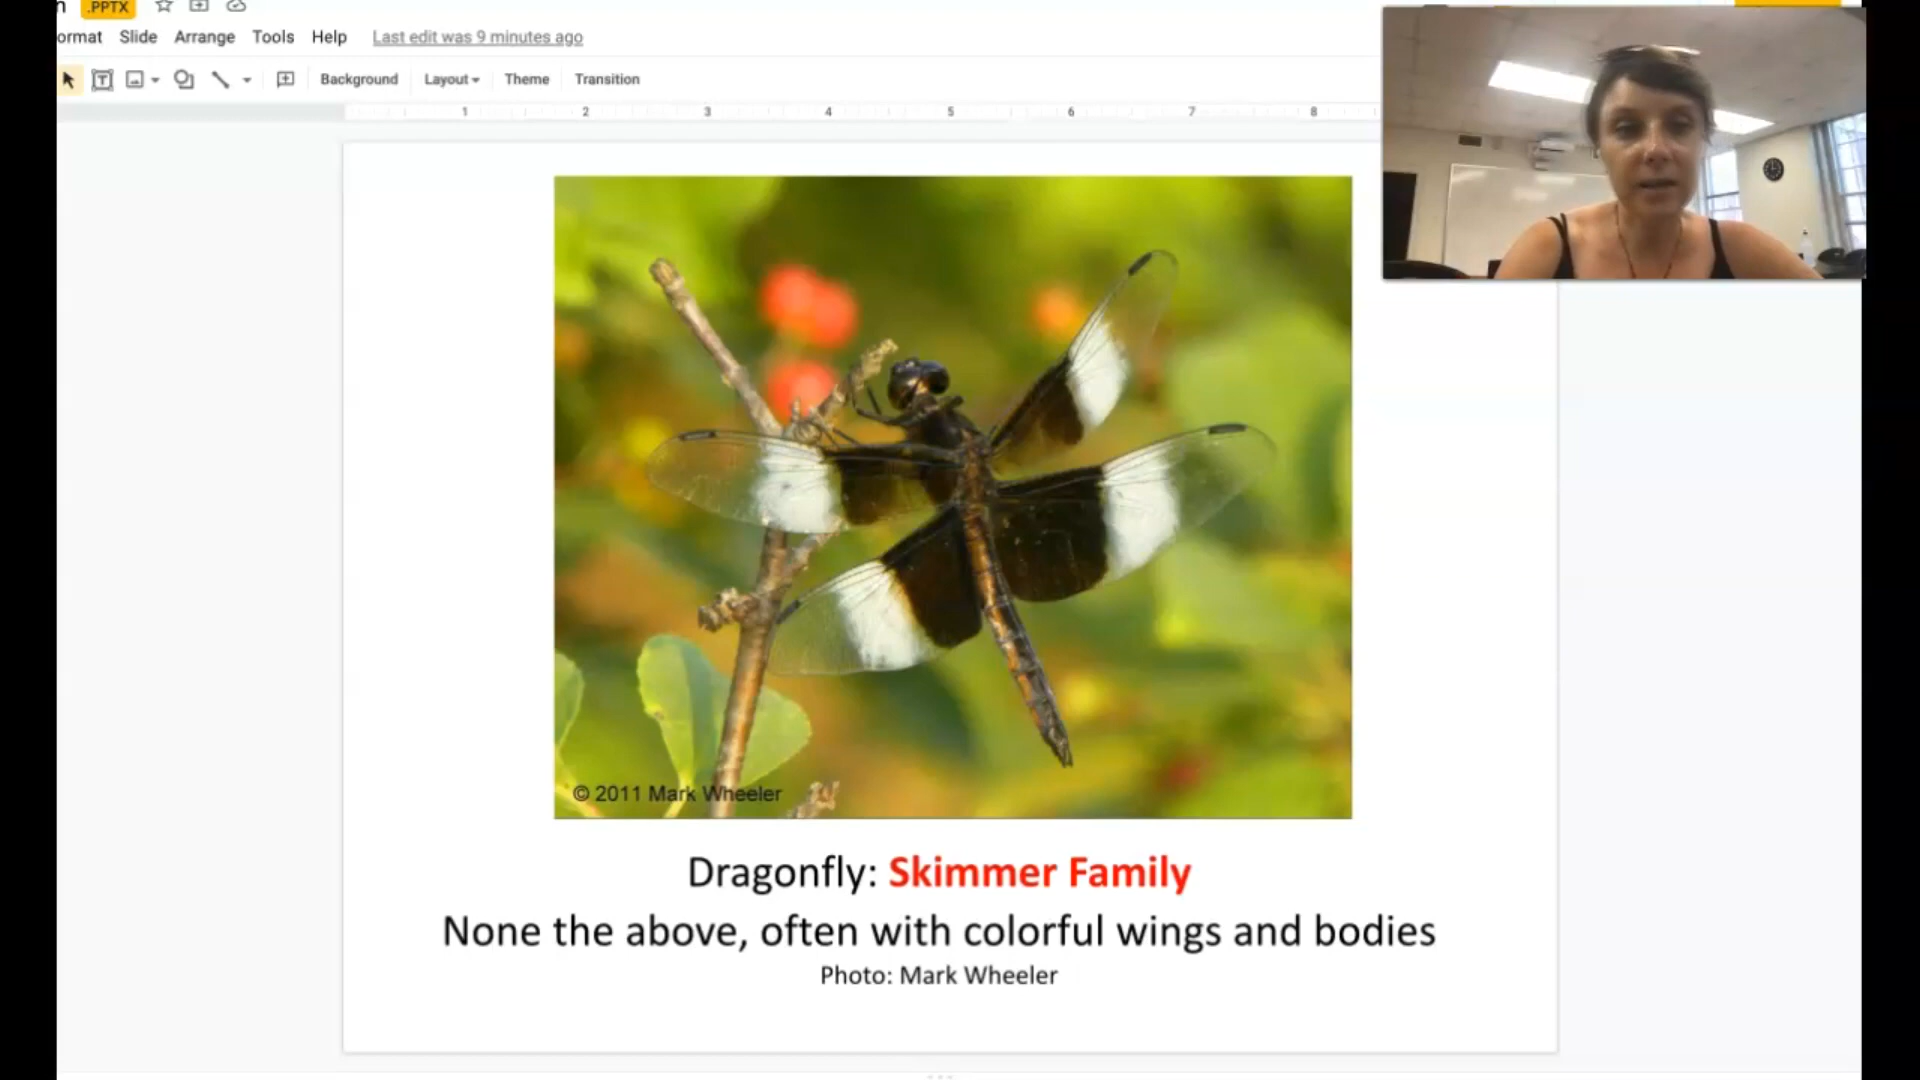 .PPTX
ormat Slide Arrange Tools Help Last edit was 9 minutes ago
Background Layout Theme Transition
1 2 3 4 5 6 7 8
© 2011 Mark Wheeler
Dragonfly: Skimmer Family
None the above, often with colorful wings and bodies
Photo: Mark Wheeler